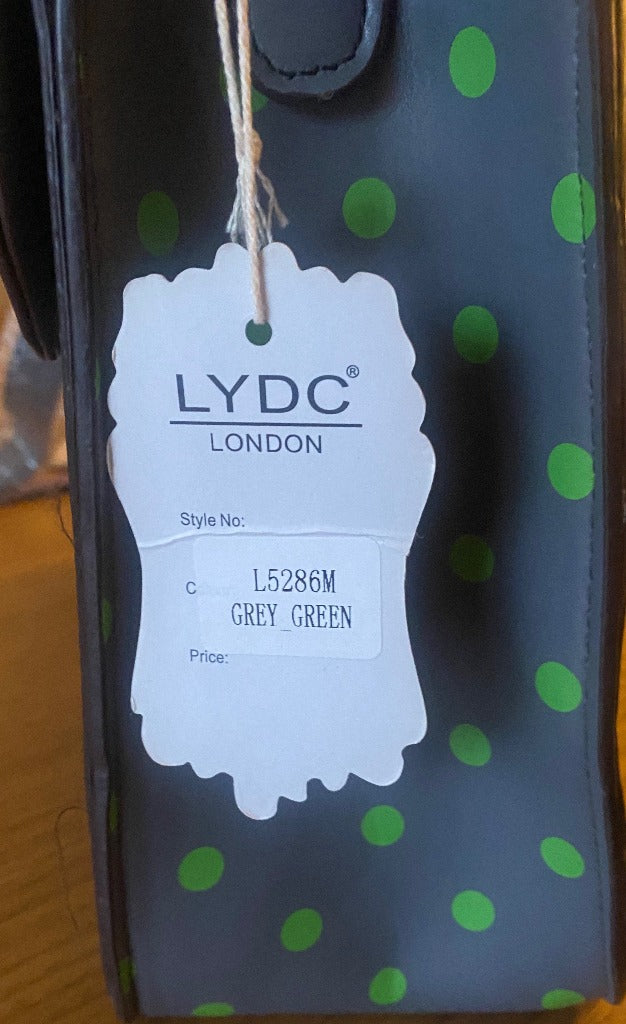 LYDC®
LONDON
Style No:
L5286M
GREY_GREEN
Price: